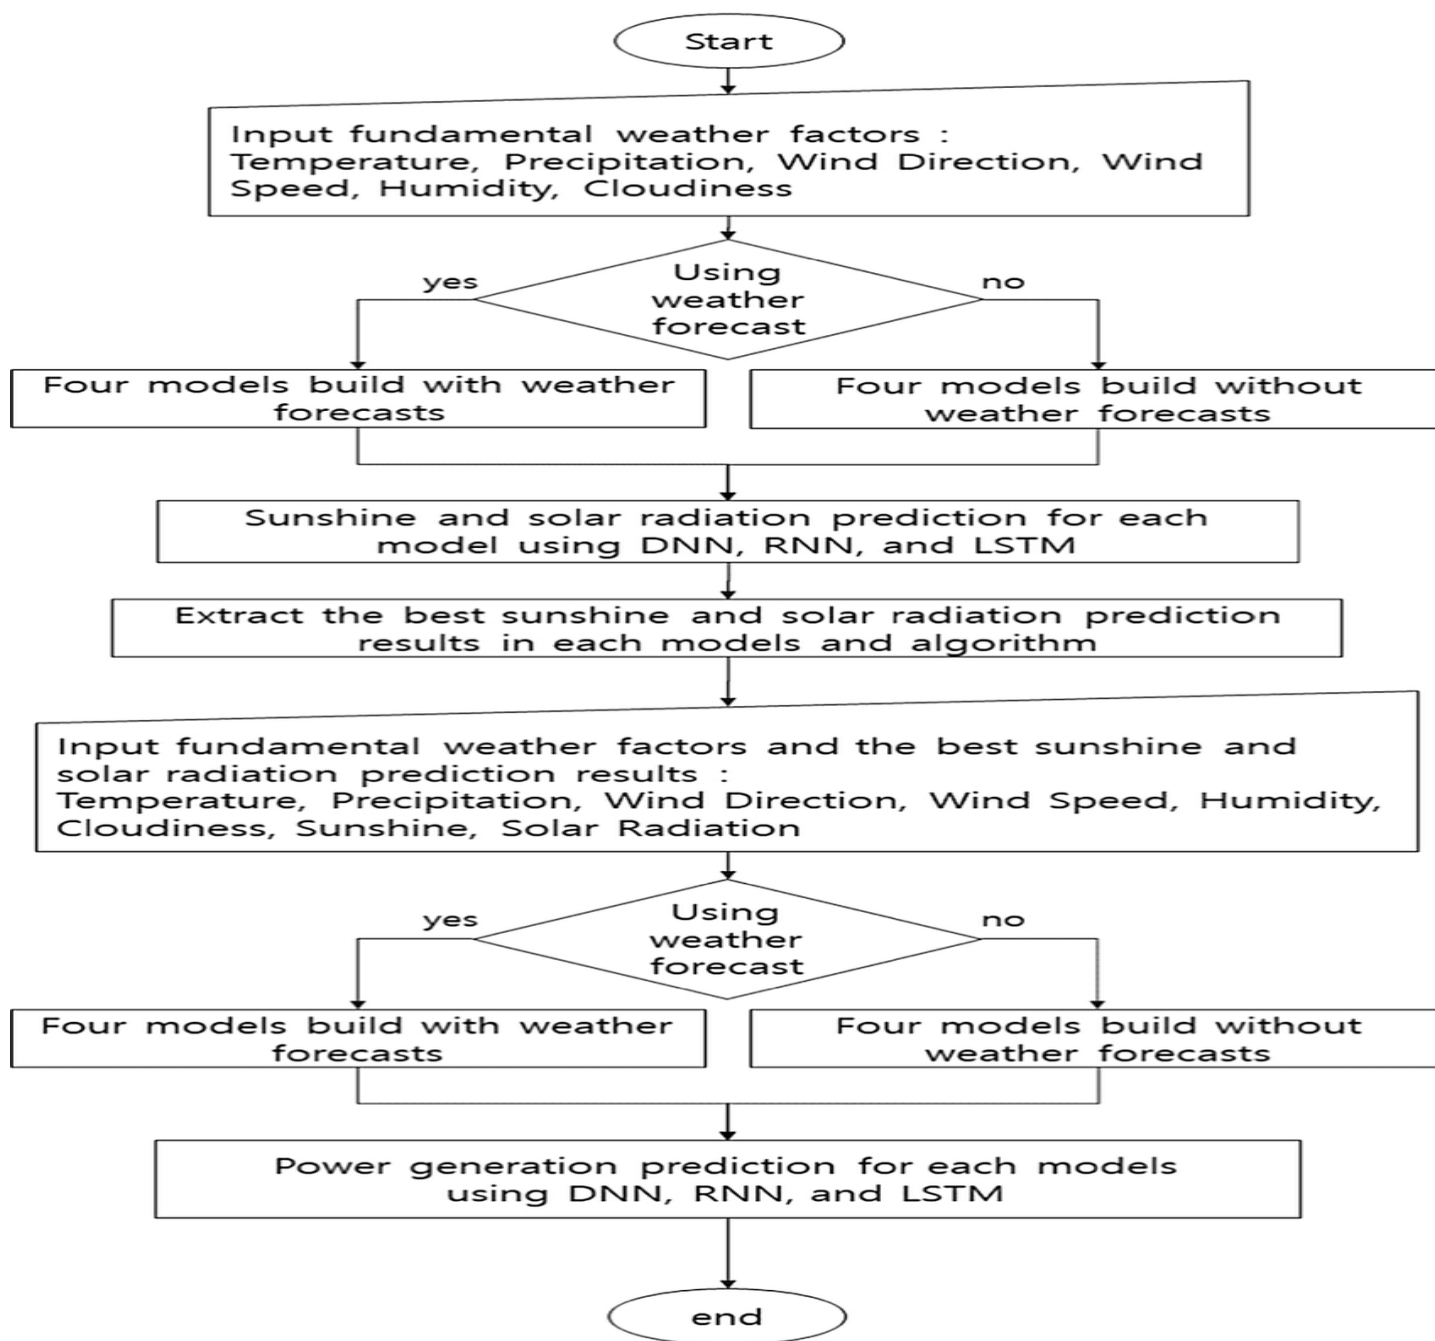 Start
Input fundamental weather factors :
Temperature, Precipitation, Wind Direction, Wind
Speed, Humidity, Cloudiness
Using
weather
forecast
yes
no
Four models build with weather
forecasts
Four models build without
weather forecasts
Sunshine and solar radiation prediction for each
model using DNN, RNN, and LSTM
Extract the best sunshine and solar radiation prediction
results in each models and algorithm
Input fundamental weather factors and the best sunshine and
solar radiation prediction results :
Temperature, Precipitation, Wind Direction, Wind Speed, Humidity,
Cloudiness, Sunshine, Solar Radiation
Using
weather
forecast
yes
no
Four models build with weather
forecasts
Four models build without
weather forecasts
Power generation prediction for each models
using DNN, RNN, and LSTM
end